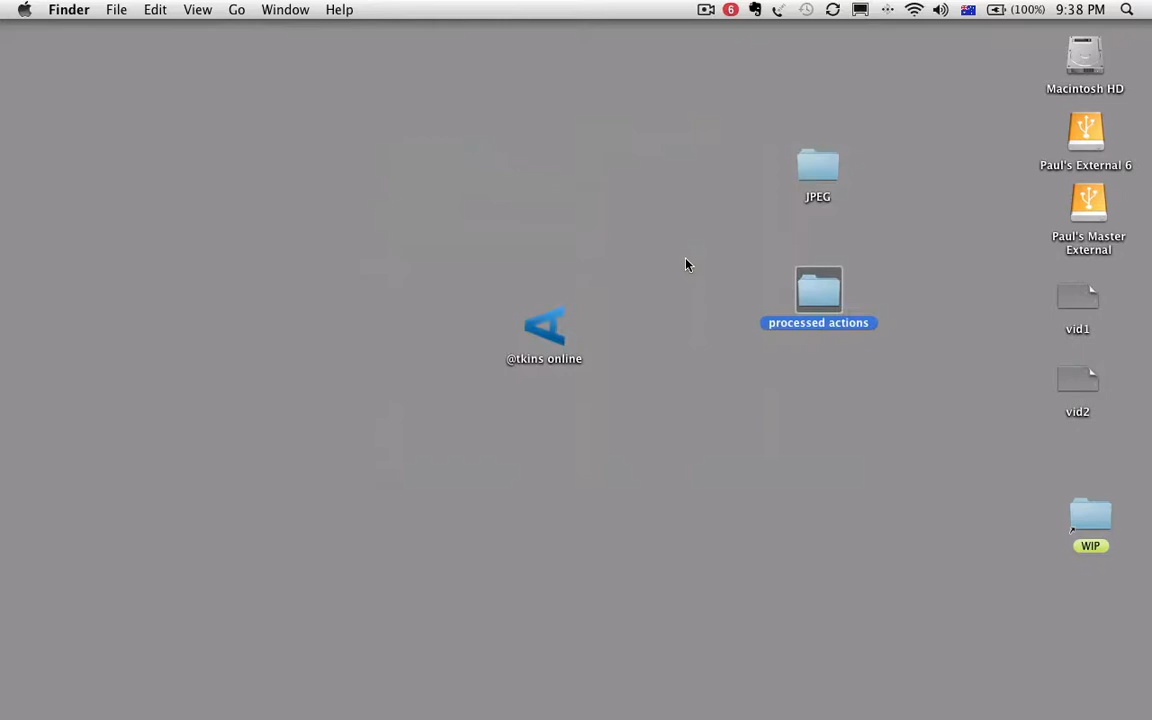 Finder File Edit View Go Window Help 6 (100%) 9:38 PM
Macintosh HD
Paul's External 6
JPEG
Paul's Master
External
processed actions
vid1
@tkins online
vid2
WIP